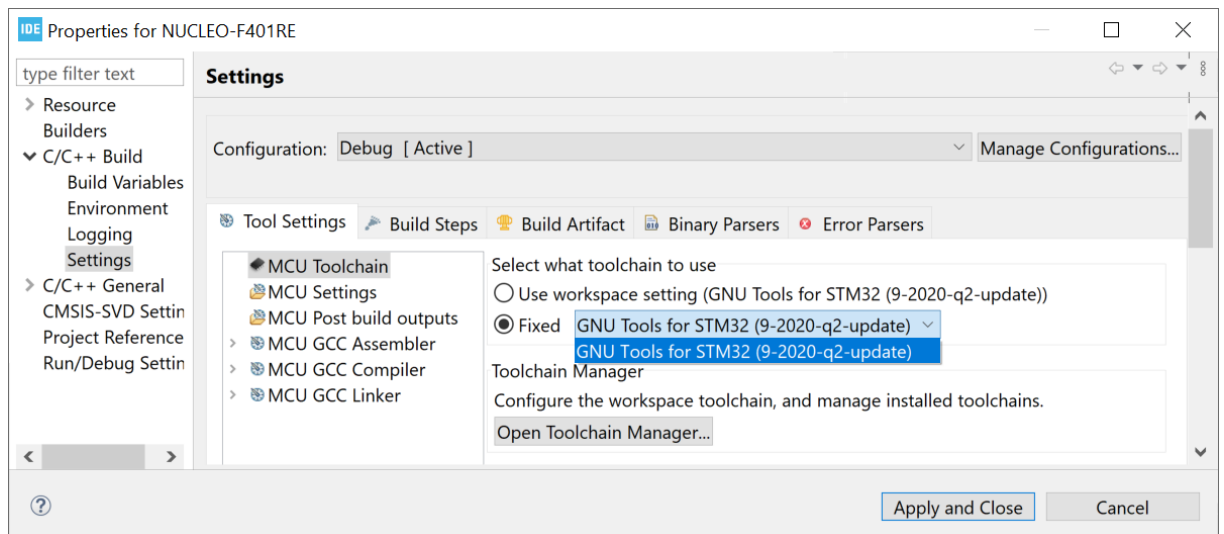 IDE Properties for NUCLEO-F401RE
type filter text
Resource
Builders
C/C++ Build
Build Variables
Environment
Logging
Settings
C/C++ General
CMSIS-SVD Settin
Project Reference
Run/Debug Settin
Settings
Configuration: Debug [ Active ] Manage Configurations...
Tool Settings Build Steps Build Artifact Binary Parsers Error Parsers
MCU Toolchain
MCU Settings
MCU Post build outputs
MCU GCC Assembler
MCU GCC Compiler
MCU GCC Linker
Select what toolchain to use
Use workspace setting (GNU Tools for STM32 (9-2020-q2-update))
Fixed GNU Tools for STM32 (9-2020-q2-update)
GNU Tools for STM32 (9-2020-q2-update)
Toolchain Manager
Configure the workspace toolchain, and manage installed toolchains.
Open Toolchain Manager...
? Apply and Close Cancel